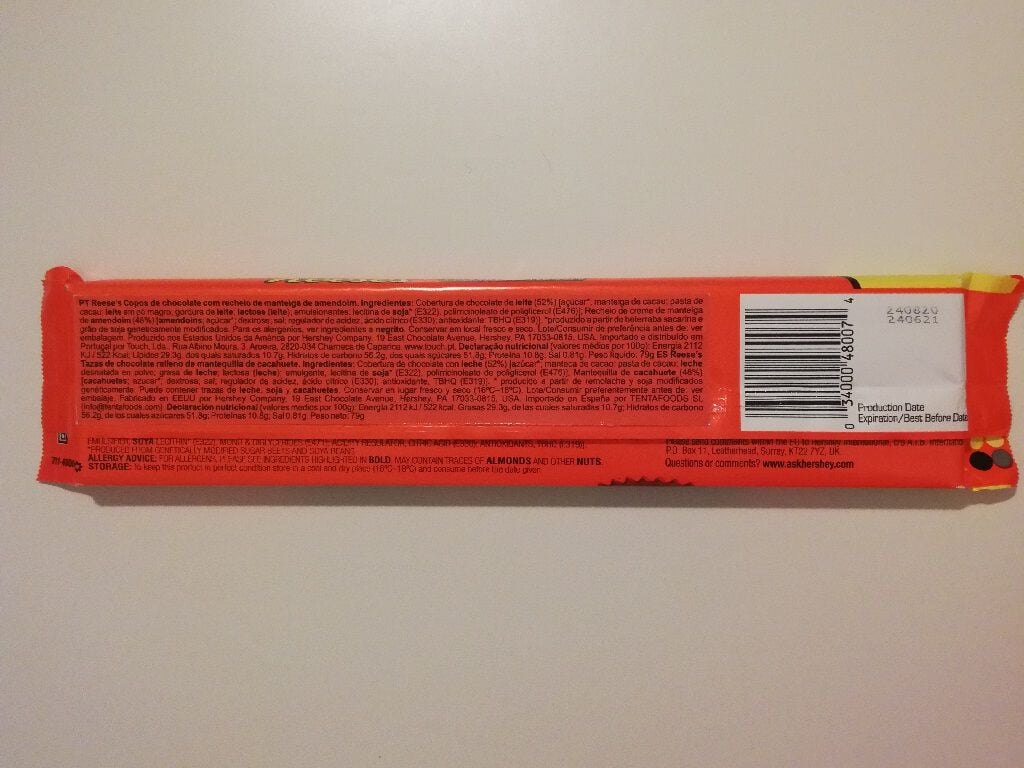 PT Reese's Copos de chocolate com recheio de manteiga de amendoim. Ingredientes: Cobertura de chocolate de leite (52%) [açúcar*, manteiga de cacau; pasta de
cacau; leite em pó magro, gordura de leite; lactose (leite); emulsionantes: lecitina de soja* (E322), polirricinoleato de poliglicerol (E476)]; Recheio de creme de manteiga
de amendoim (48%) [amendoins; açúcar*; dextrose; sal; regulador de acidez, ácido cítrico (E330); antioxidante: TBHQ (E319)]. *produzido a partir de beterraba sacarina e
grão de soja geneticamente modificados. Para os alergenios, ver ingredientes a negrito. Conservar em local fresco e seco. Lote/Consumir de preferência antes de: ver
embalagem. Produzido nos Estados Unidos da América por Hershey Company, 19 East Chocolate Avenue, Hershey, PA 17033-0815, USA. Importado e distribuído em
Portugal por Touch, Lda., Rua Albino Moura, 3, Aroeira, 2820-034 Charneca de Caparica. www.touch.pt. Declaração nutricional (valores médios por 100g): Energia 2112
KJ / 522 Kcal; Lípidos 29.3g, dos quais saturados 10.7g; Hidratos de carbono 56.2g, dos quais açúcares 51.8g; Proteína 10.8g; Sal 0.81g. Peso líquido: 79g ES Reese's
Tazas de chocolate relleno de mantequilla de cacahuete. Ingredientes: Cobertura de chocolate con leche (52%) [azúcar*; manteca de cacao; pasta de cacao; leche
desnatada en polvo; grasa de leche; lactosa (leche); emulgente, lecitina de soja* (E322), polirricinoleato de poliglicerol (E476)]; Mantequilla de cacahuete (48%)
[cacahuetes; azúcar*; dextrosa; sal; regulador de acidez, ácido cítrico (E330); antioxidante, TBHQ (E319)]. * producido a partir de remolacha y soja modificados
genéticamente. Puede contener trazas de leche, soja y cacahuetes. Conservar en lugar fresco y seco (16ºC–18ºC). Lote/Consumir preferentemente antes de: ver
embalaje. Fabricado en EEUU por Hershey Company, 19 East Chocolate Avenue, Hershey, PA 17033-0815, USA. Importado en España por TENTAFOODS SL
(info@tentafoods.com). Declaración nutricional (valores medios por 100g): Energía 2112 kJ / 522 kcal; Grasas 29.3g, de las cuales saturadas 10.7g; Hidratos de carbono
56.2g, de los cuales azúcares 51.8g; Proteínas 10.8g; Sal 0.81g. Peso neto: 79g
240820
240621
0 34000 48007 4
Production Date
Expiration/Best Before Date
EMULSIFIER, SOYA LECITHIN* (E322), MONO & DIGLYCERIDES (E471), ACIDITY REGULATOR, CITRIC ACID (E330), ANTIOXIDANTS, TBHQ (E319)].
*PRODUCED FROM GENETICALLY MODIFIED SUGAR BEETS AND SOYA BEANS
ALLERGY ADVICE: FOR ALLERGENS, PLEASE SEE INGREDIENTS HIGHLIGHTED IN BOLD. MAY CONTAIN TRACES OF ALMONDS AND OTHER NUTS.
STORAGE: To keep this product in perfect condition store in a cool and dry place (16°C-18°C) and consume before the date given.
Please send comments within the EU to Hershey International, c/o
P.O. Box 11, Leatherhead, Surrey, KT22 7YZ, UK
Questions or comments? www.askhershey.com